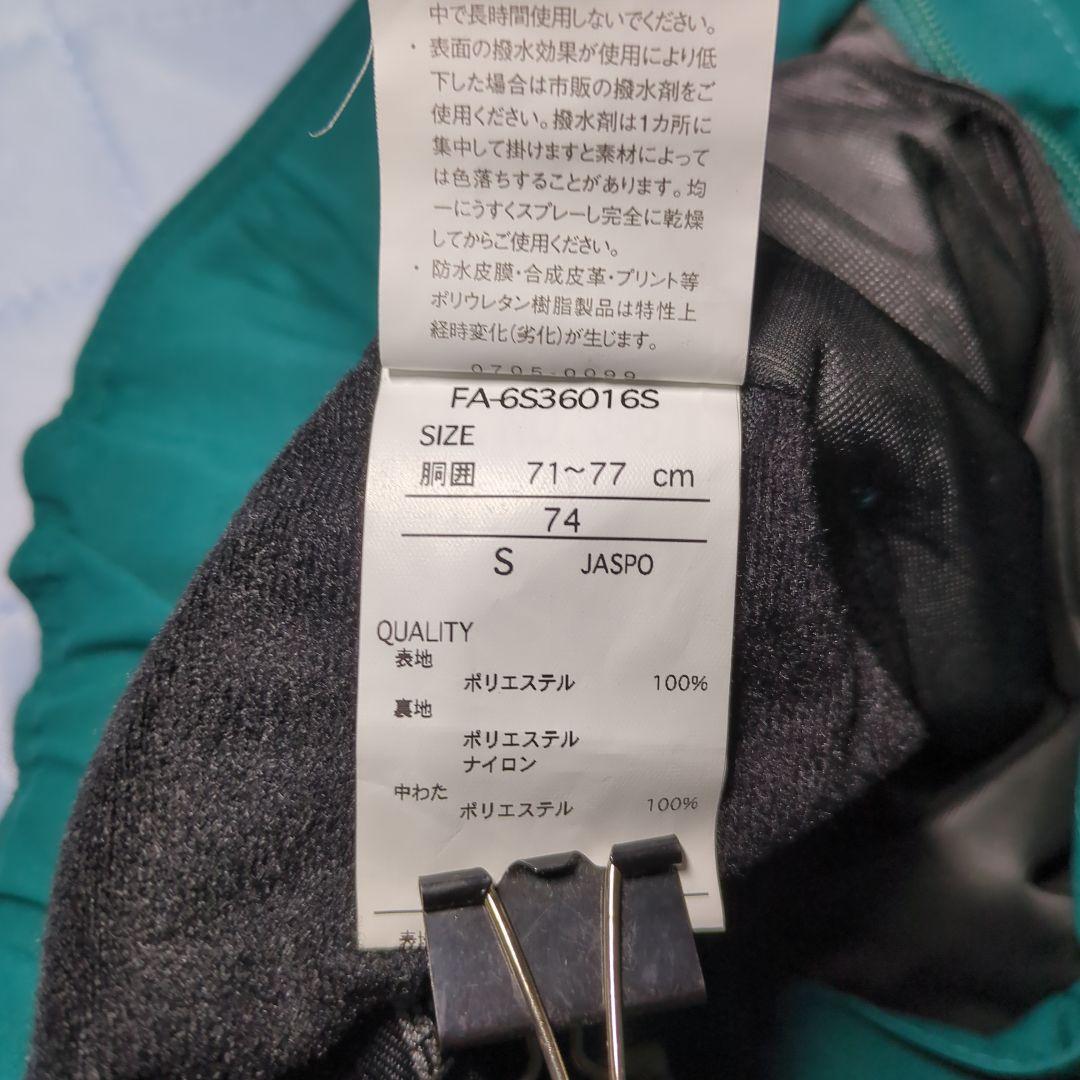 中で長時間使用しないでください。
・表面の撥水効果が使用により低
下した場合は市販の撥水剤をご
使用ください。撥水剤は1カ所に
集中して掛けますと素材によって
は色落ちすることがあります。均
一にうすくスプレーし完全に乾燥
してからご使用ください。
・防水皮膜・合成皮革・プリント等
ポリウレタン樹脂製品は特性上
経時変化(劣化)が生じます。
0705-0099
FA-6S36016S
SIZE
胴囲 71～77 cm
74
S JASPO
QUALITY
表地
ポリエステル 100%
裏地
ポリエステル
ナイロン
中わた
ポリエステル 100%
表地